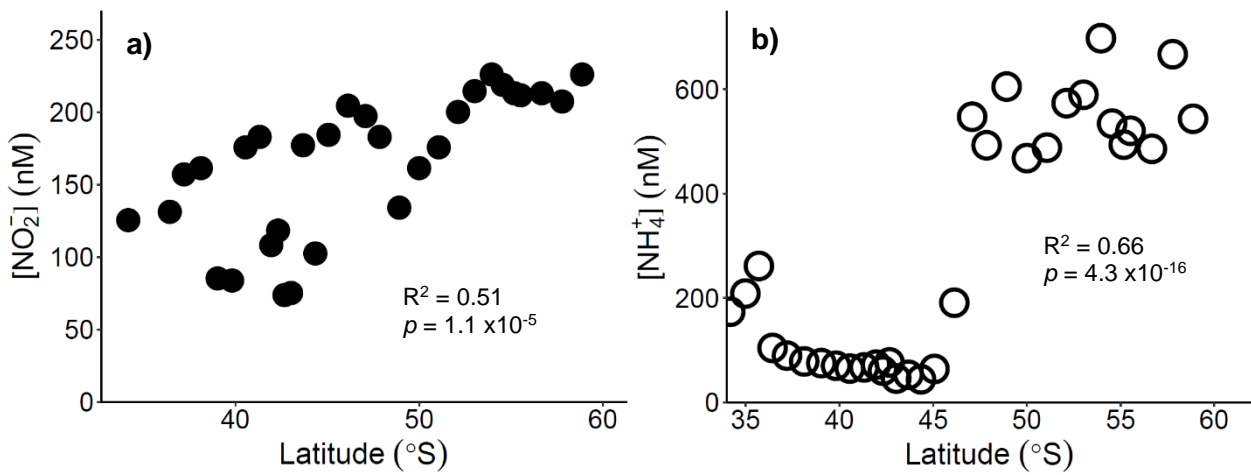 a)
[NO₂⁻] (nM)
250
200
150
100
50
0
40
50
60
Latitude (°S)
R² = 0.51
p = 1.1 x10⁻⁵
b)
[NH₄⁺] (nM)
600
400
200
0
35
40
45
50
55
60
Latitude (°S)
R² = 0.66
p = 4.3 x10⁻¹⁶